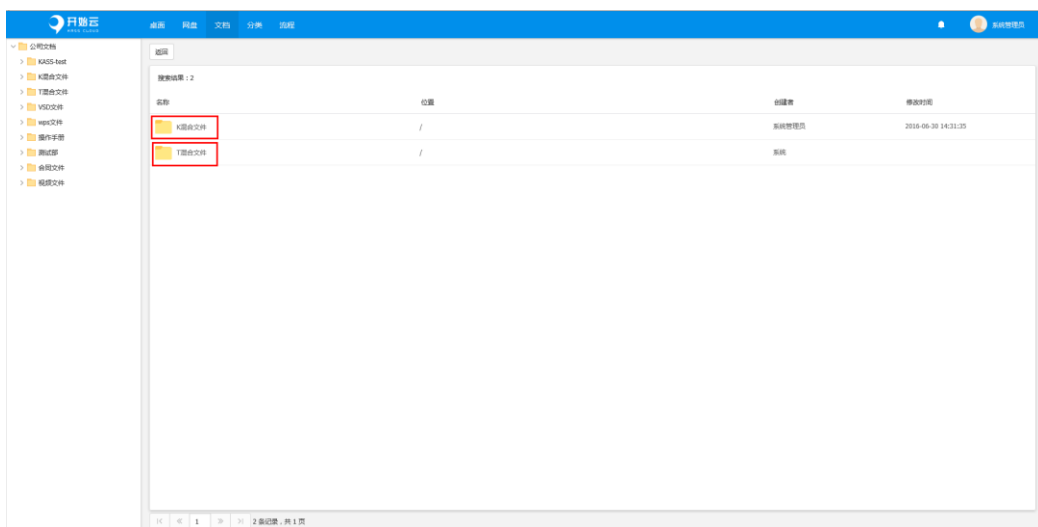 开始云
桌面 网盘 文档 分类 流程
系统管理员
公司文档
KASS-test
K混合文件
T混合文件
VSD文件
wps文件
操作手册
测试部
合同文件
视频文件
返回
搜索结果：2
名称 位置 创建者 修改时间
K混合文件 / 系统管理员 2016-06-30 14:31:35
T混合文件 / 系统
1 2 条记录，共 1 页